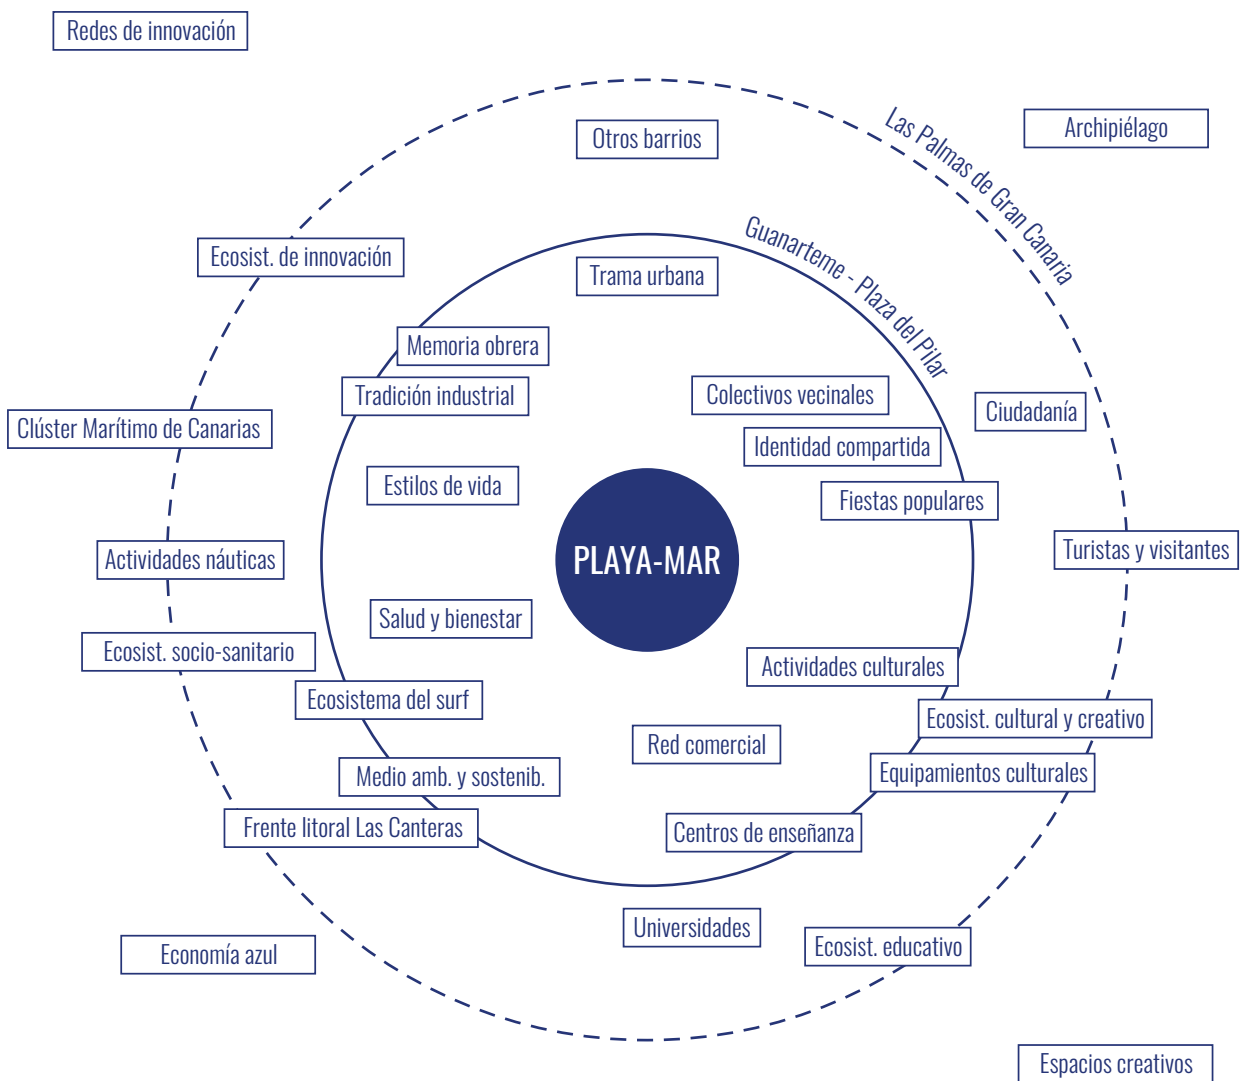 Redes de innovación
Archipiélago
Las Palmas de Gran Canaria
Otros barrios
Guanarteme - Plaza del Pilar
Ecosist. de innovación
Trama urbana
Memoria obrera
Tradición industrial
Colectivos vecinales
Ciudadanía
Clúster Marítimo de Canarias
Identidad compartida
Estilos de vida
Fiestas populares
Actividades náuticas
PLAYA-MAR
Turistas y visitantes
Salud y bienestar
Ecosist. socio-sanitario
Actividades culturales
Ecosistema del surf
Ecosist. cultural y creativo
Red comercial
Medio amb. y sostenib.
Equipamientos culturales
Frente litoral Las Canteras
Centros de enseñanza
Universidades
Ecosist. educativo
Economía azul
Espacios creativos